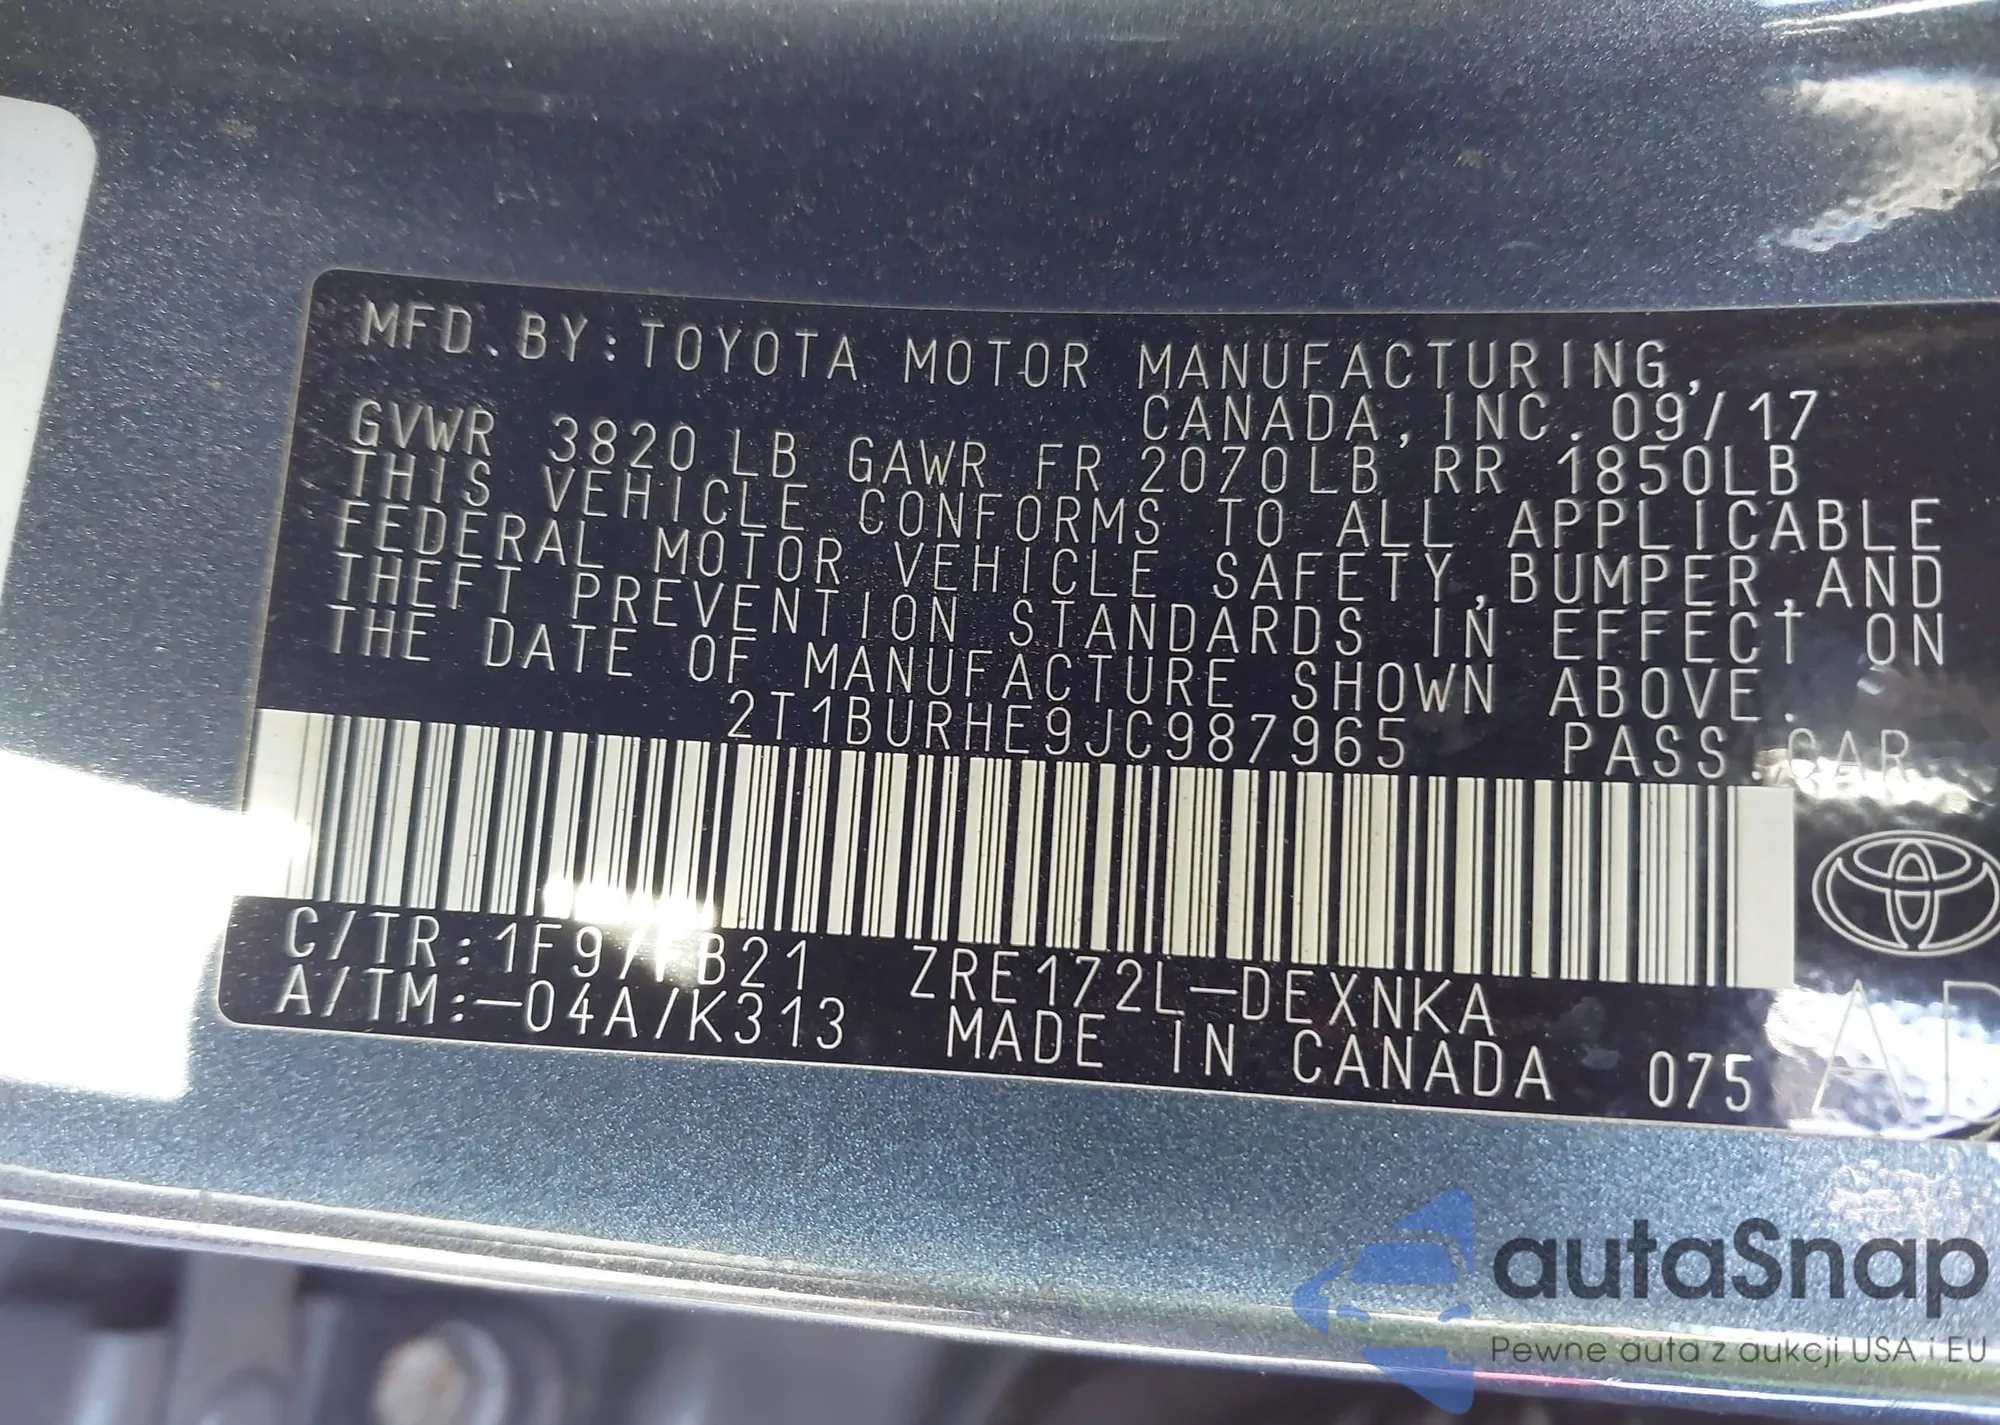 MFD. BY: TOYOTA MOTOR MANUFACTURING,
CANADA, INC. 09/17
GVWR 3820 LB GAWR FR 2070LB RR 1850LB
THIS VEHICLE CONFORMS TO ALL APPLICABLE
FEDERAL MOTOR VEHICLE SAFETY, BUMPER, AND
THEFT PREVENTION STANDARDS IN EFFECT ON
THE DATE OF MANUFACTURE SHOWN ABOVE.
2T1BURHE9JC987965 PASS. CAR
C/TR: 1F9/FB21 ZRE172L-DEXNKA
A/TM:-04A/K313 MADE IN CANADA 075
autaSnap
Pewne auta z aukcji USA i EU